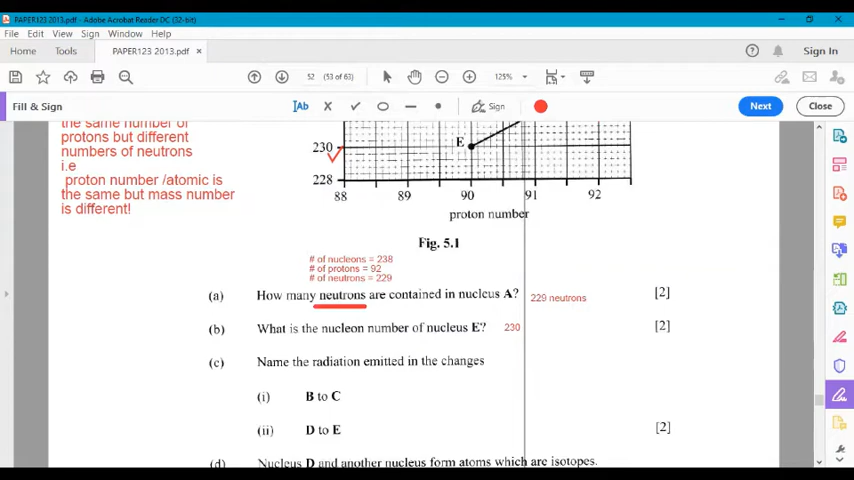 PAPER123 2013.pdf - Adobe Acrobat Reader DC (32-bit)
File Edit View Sign Window Help
Home Tools PAPER123 2013.pdf × Sign In
52 (53 of 63) 125%
Fill & Sign Ab Sign Next Close
the same number of
protons but different
numbers of neutrons
i.e
proton number /atomic is
the same but mass number
is different!
E
230
228
88 89 90 91 92
proton number
Fig. 5.1
# of nucleons = 238
# of protons = 92
# of neutrons = 229
(a) How many neutrons are contained in nucleus A? 229 neutrons [2]
(b) What is the nucleon number of nucleus E? 230 [2]
(c) Name the radiation emitted in the changes
(i) B to C
(ii) D to E [2]
(d) Nucleus D and another nucleus form atoms which are isotopes.